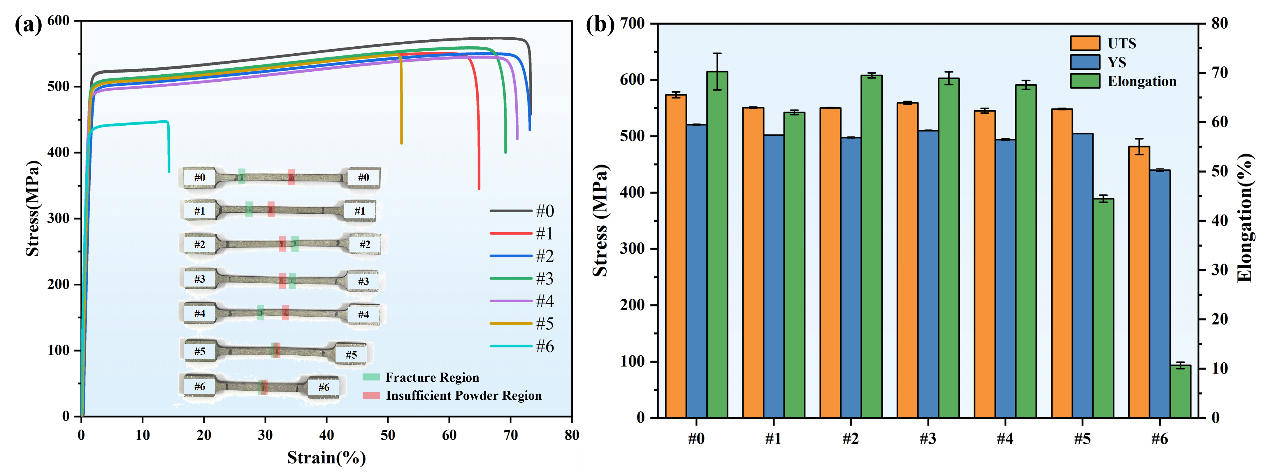 (a)
600
500
400
300
200
100
0
Stress(MPa)
0 10 20 30 40 50 60 70 80
Strain(%)
#0 #0
#1 #1
#2 #2
#3 #3
#4 #4
#5 #5
#6 #6
#0
#1
#2
#3
#4
#5
#6
Fracture Region
Insufficient Powder Region
(b)
700
600
500
400
300
200
100
0
Stress (MPa)
UTS
YS
Elongation
80
70
60
50
40
30
20
10
0
Elongation(%)
#0 #1 #2 #3 #4 #5 #6